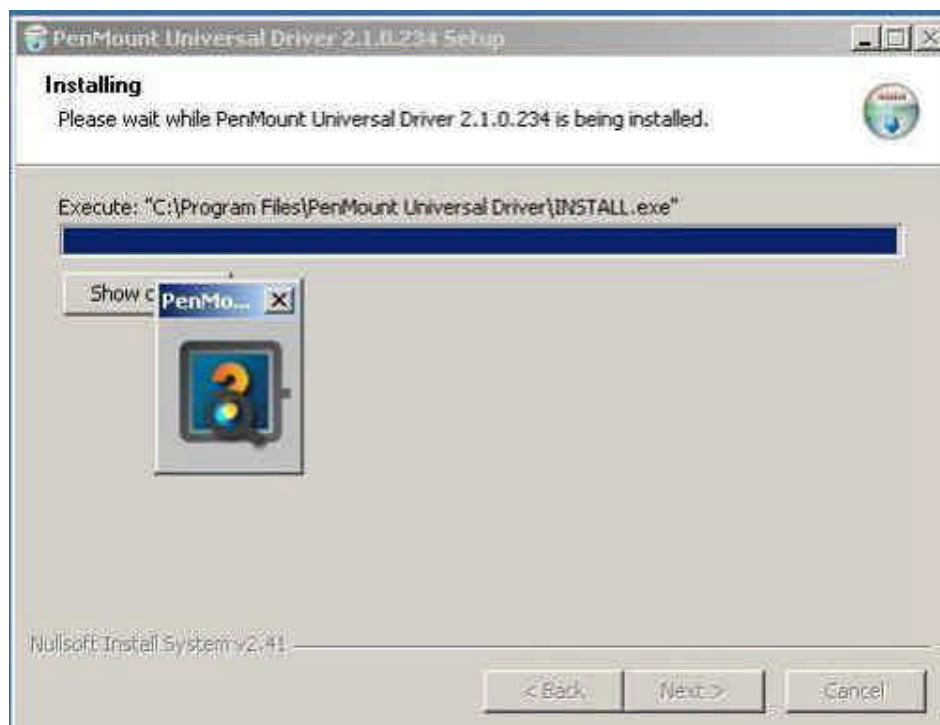 PenMount Universal Driver 2.1.0.234 Setup
Installing
Please wait while PenMount Universal Driver 2.1.0.234 is being installed.
Execute: "C:\Program Files\PenMount Universal Driver\INSTALL.exe"
Show
PenMo...
Nullsoft Install System v2.41
< Back
Next >
Cancel